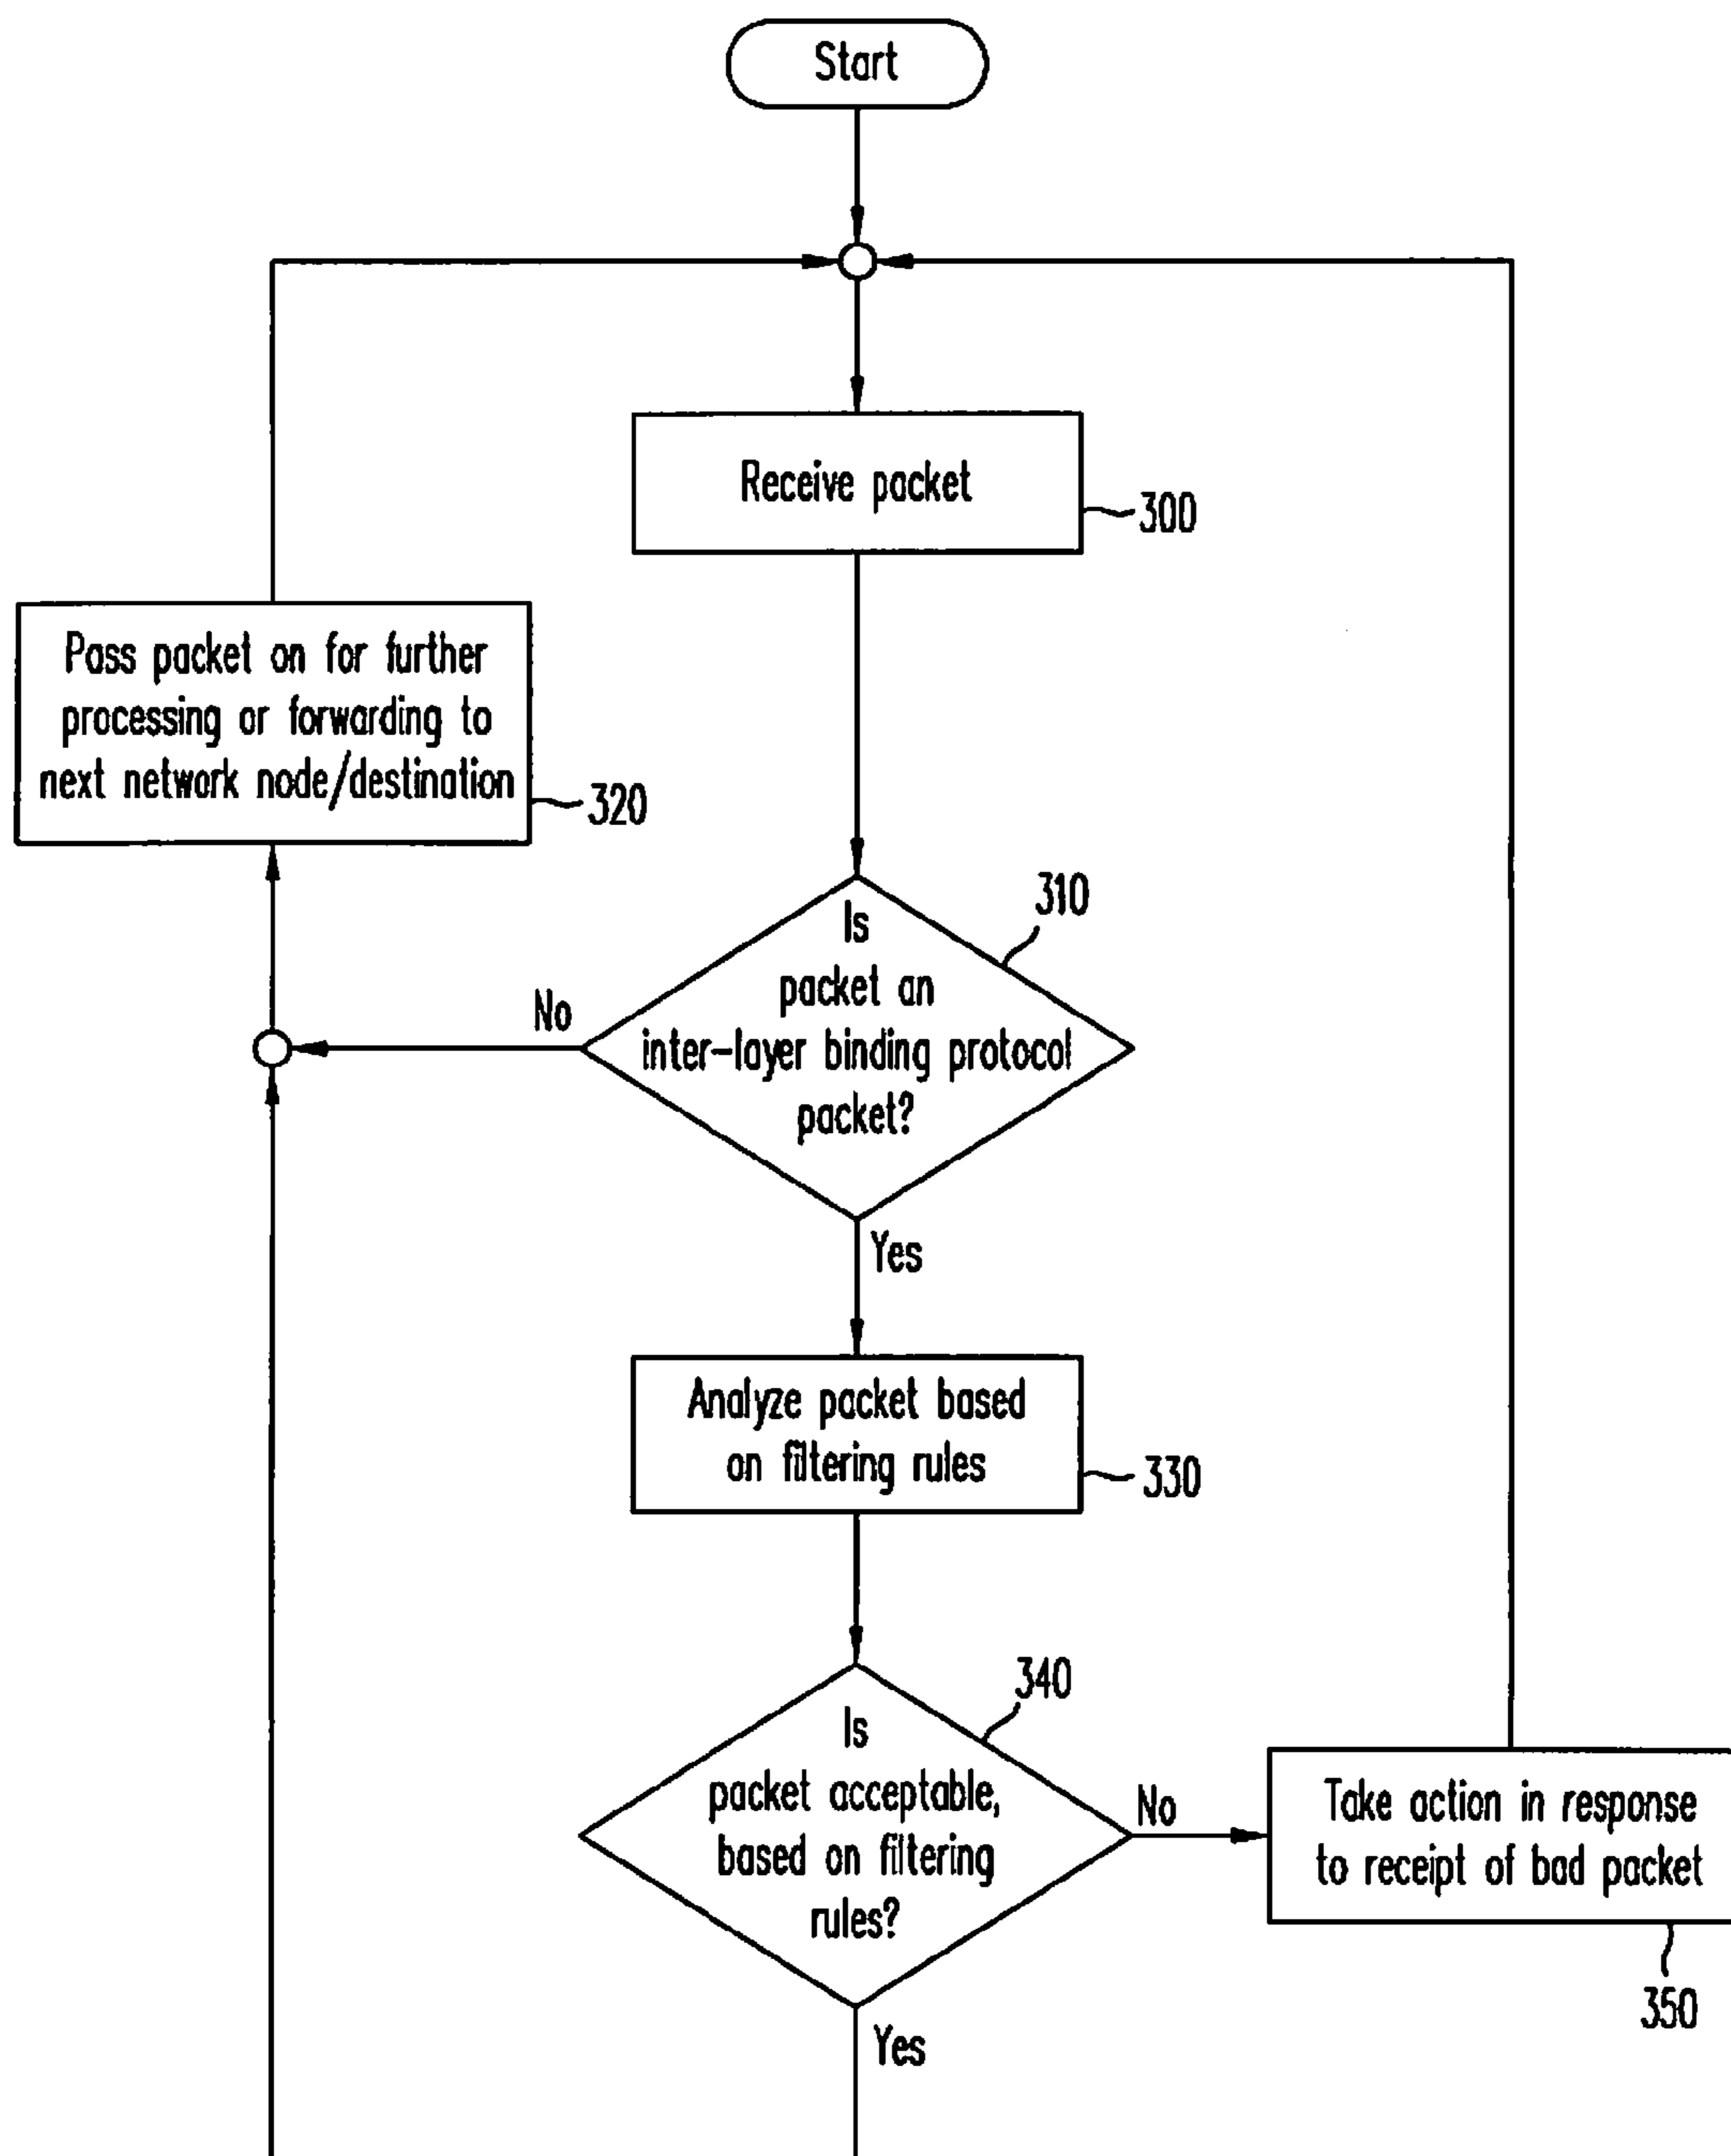 Start
Receive packet
300
Pass packet on for further
processing or forwarding to
next network node/destination
320
310
Is
packet an
inter-layer binding protocol
packet?
No
Yes
Analyze packet based
on filtering rules
330
340
Is
packet acceptable,
based on filtering
rules?
No
Take action in response
to receipt of bad packet
350
Yes